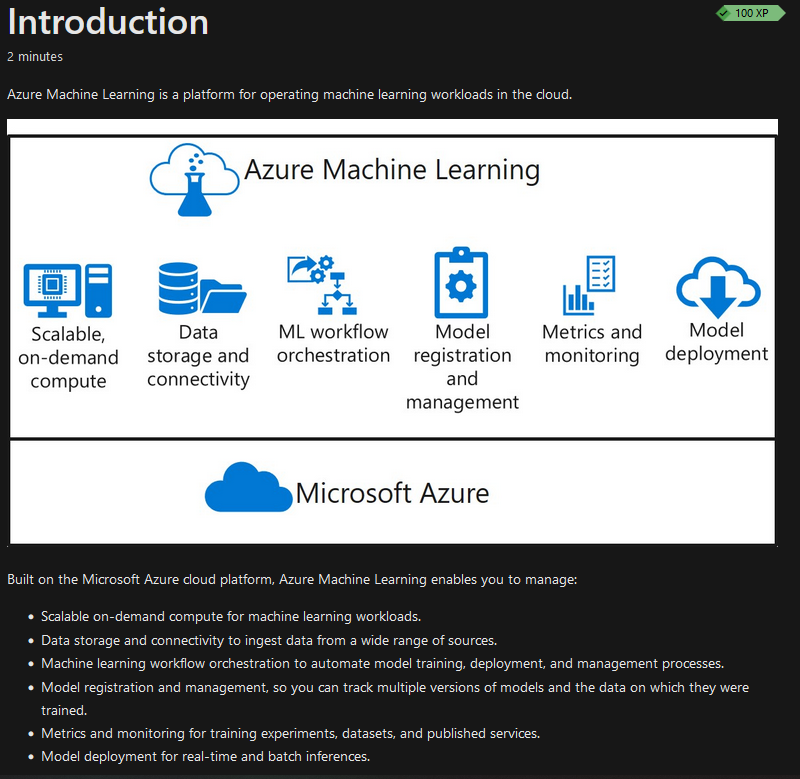 Introduction
100 XP
2 minutes
Azure Machine Learning is a platform for operating machine learning workloads in the cloud.
Azure Machine Learning
Scalable,
on-demand
compute
Data
storage and
connectivity
ML workflow
orchestration
Model
registration
and
management
Metrics and
monitoring
Model
deployment
Microsoft Azure
Built on the Microsoft Azure cloud platform, Azure Machine Learning enables you to manage:
• Scalable on-demand compute for machine learning workloads.
• Data storage and connectivity to ingest data from a wide range of sources.
• Machine learning workflow orchestration to automate model training, deployment, and management processes.
• Model registration and management, so you can track multiple versions of models and the data on which they were
trained.
• Metrics and monitoring for training experiments, datasets, and published services.
• Model deployment for real-time and batch inferences.